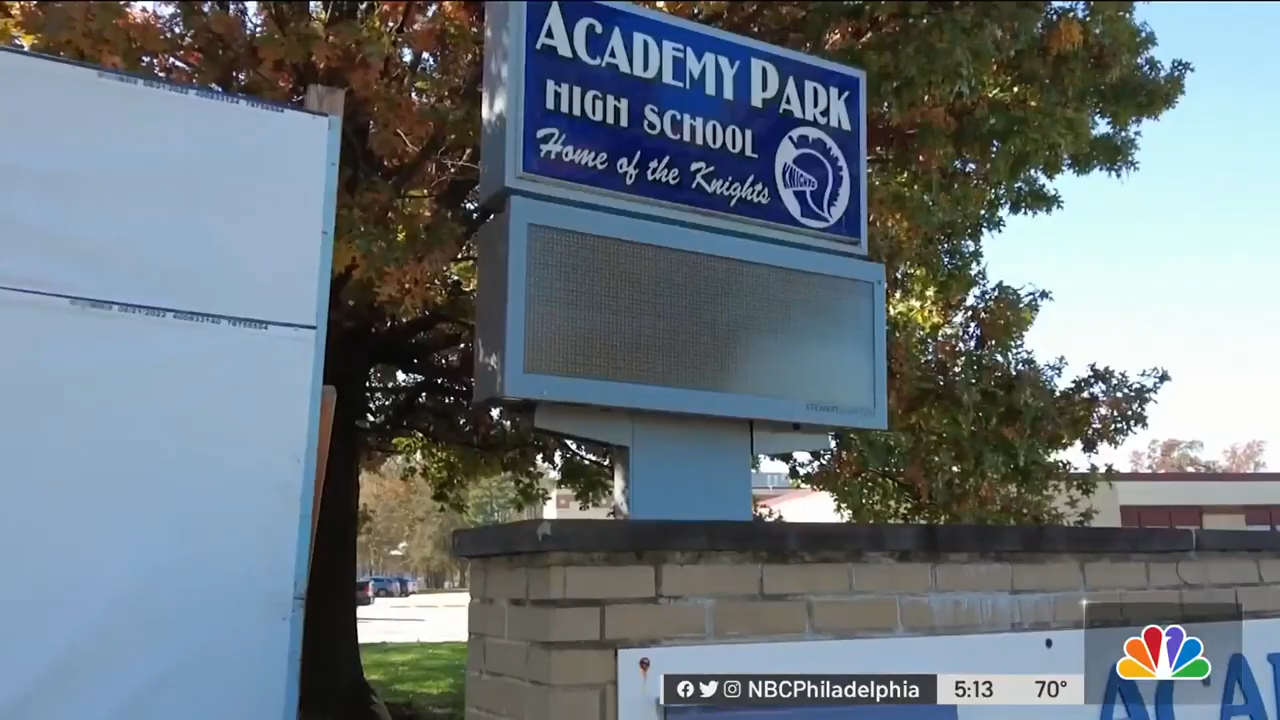 ACADEMY PARK
HIGH SCHOOL
Home of the Knights
KNIGHTS
NBCPhiladelphia 5:13 70°